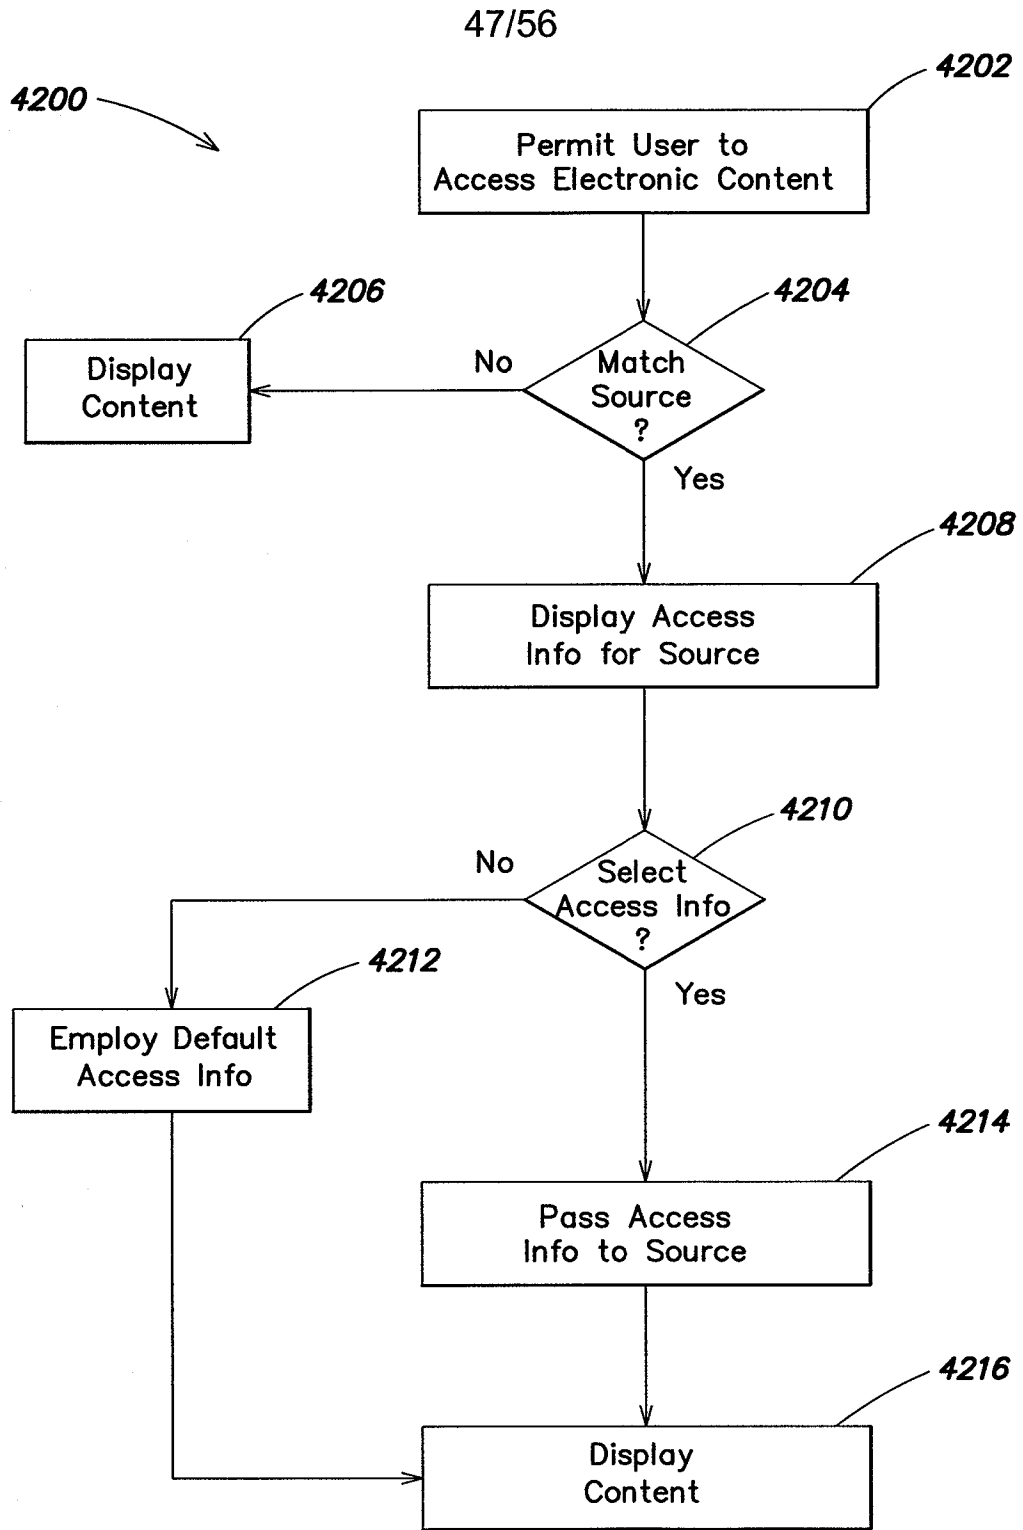 47/56
4200
4202
Permit User to
Access Electronic Content
4206
4204
Display
Content
No
Match
Source
?
Yes
4208
Display Access
Info for Source
4210
No
Select
Access Info
?
Yes
4212
Employ Default
Access Info
4214
Pass Access
Info to Source
4216
Display
Content